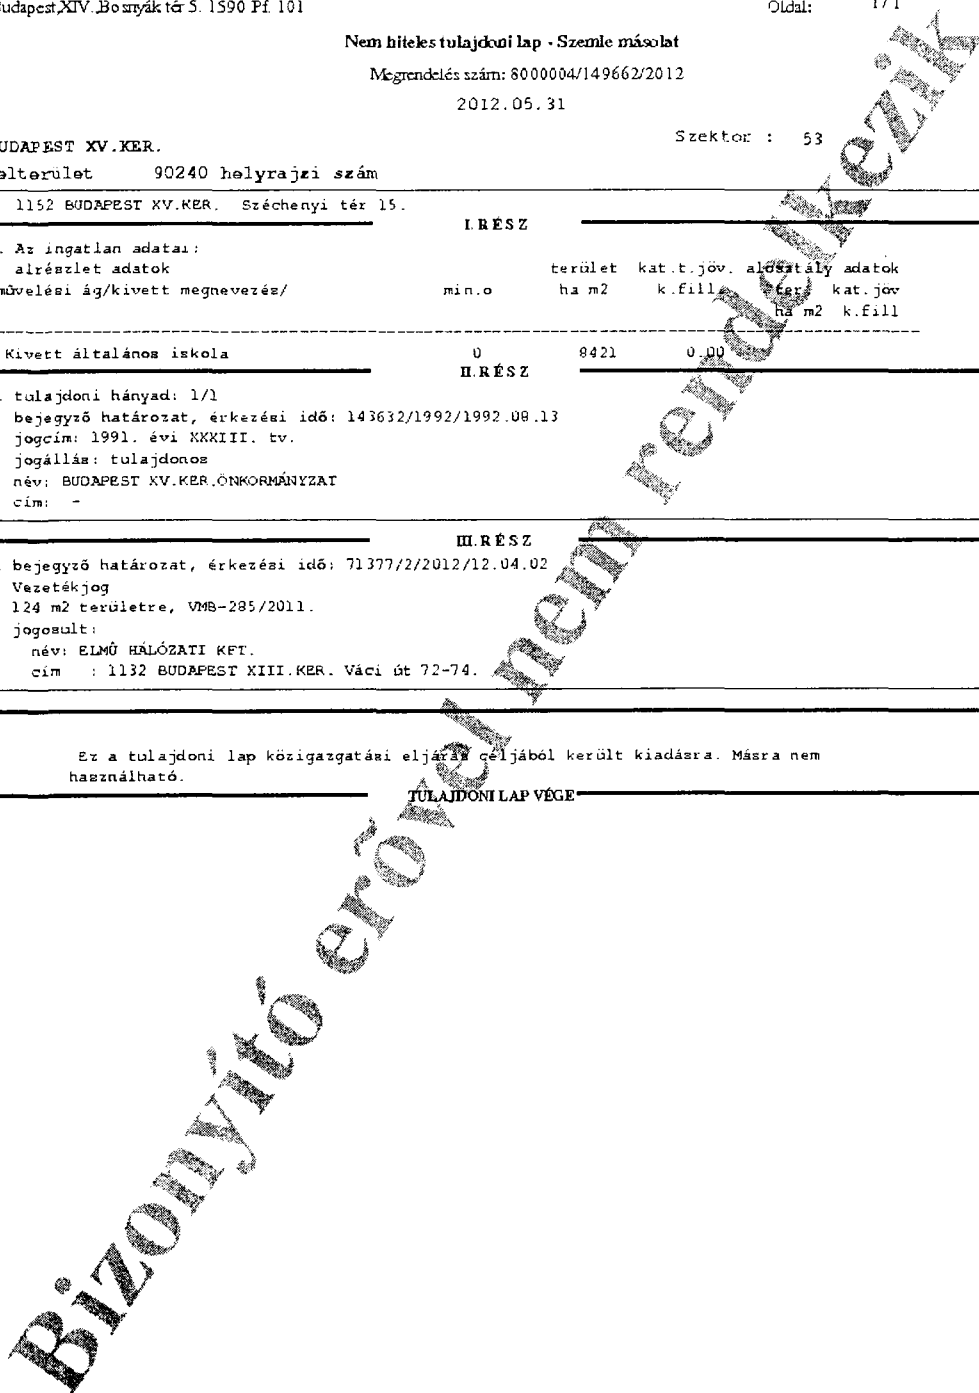 udapest,XIV.,Bosnyák tér 5. 1590 Pf. 101 Oldal: 1 / 1
Nem hiteles tulajdoni lap - Szemle másolat
Megrendelés szám: 8000004/149662/2012
2012.05.31
UDAPEST XV.KER. Szektor : 53
elterület 90240 helyrajzi szám
1152 BUDAPEST XV.KER. Széchenyi tér 15.
I.RÉSZ
. Az ingatlan adatai:
alrészlet adatok terület kat.t.jöv. alosztály adatok
művelési ág/kivett megnevezés/ min.o ha m2 k.fill. ter. kat.jöv
ha m2 k.fill
Kivett általános iskola 0 8421 0.00
II.RÉSZ
. tulajdoni hányad: 1/1
bejegyző határozat, érkezési idő: 143632/1992/1992.08.13
jogcím: 1991. évi XXXIII. tv.
jogállás: tulajdonos
név: BUDAPEST XV.KER.ÖNKORMÁNYZAT
cím: -
III.RÉSZ
. bejegyző határozat, érkezési idő: 71377/2/2012/12.04.02
Vezetékjog
124 m2 területre, VMB-285/2011.
jogosult:
név: ELMŰ HÁLÓZATI KFT.
cím : 1132 BUDAPEST XIII.KER. Váci út 72-74.
Ez a tulajdoni lap közigazgatási eljárás céljából került kiadásra. Másra nem
használható.
TULAJDONI LAP VÉGE
Bizonyító erővel nem rendelkezik